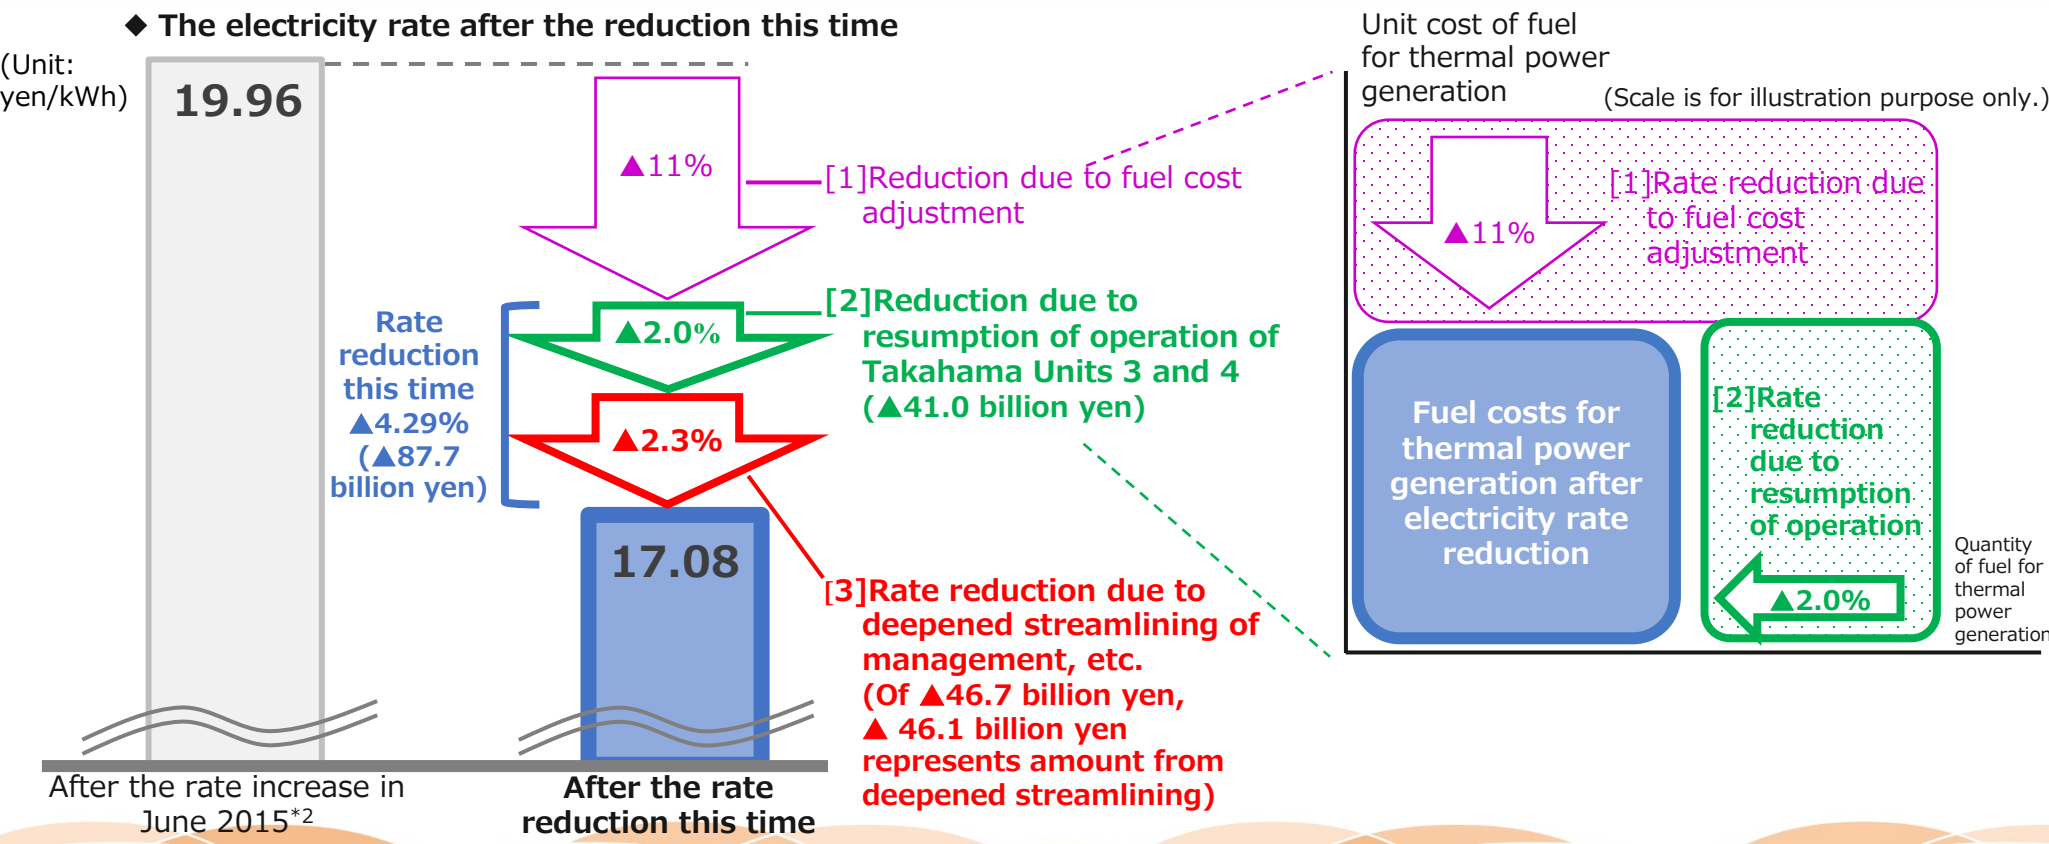 ◆ The electricity rate after the reduction this time
(Unit:
yen/kWh)
19.96
▲11%
[1]Reduction due to fuel cost
adjustment
Rate
reduction
this time
▲4.29%
(▲87.7
billion yen)
▲2.0%
[2]Reduction due to
resumption of operation of
Takahama Units 3 and 4
(▲41.0 billion yen)
▲2.3%
17.08
[3]Rate reduction due to
deepened streamlining of
management, etc.
(Of ▲46.7 billion yen,
▲ 46.1 billion yen
represents amount from
deepened streamlining)
After the rate increase in
June 2015*2
After the rate
reduction this time
Unit cost of fuel
for thermal power
generation
(Scale is for illustration purpose only.)
▲11%
[1]Rate reduction due
to fuel cost
adjustment
Fuel costs for
thermal power
generation after
electricity rate
reduction
[2]Rate
reduction
due to
resumption
of operation
▲2.0%
Quantity
of fuel for
thermal
power
generation